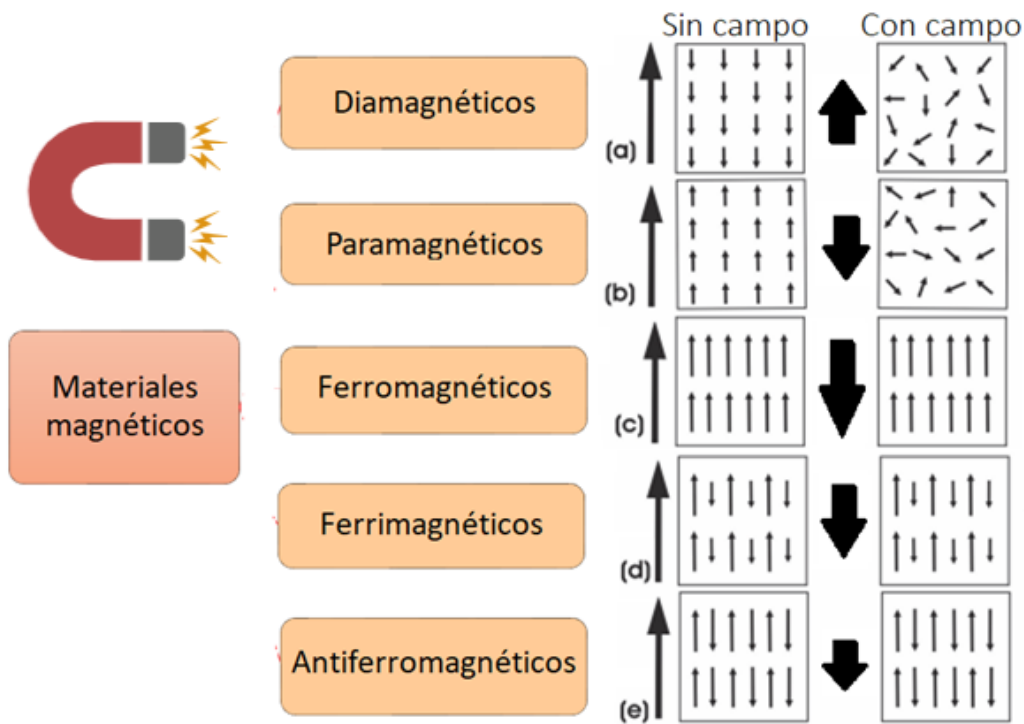 Sin campo
Con campo
Diamagnéticos
(a)
Paramagnéticos
(b)
Materiales
magnéticos
Ferromagnéticos
(c)
Ferrimagnéticos
(d)
Antiferromagnéticos
(e)